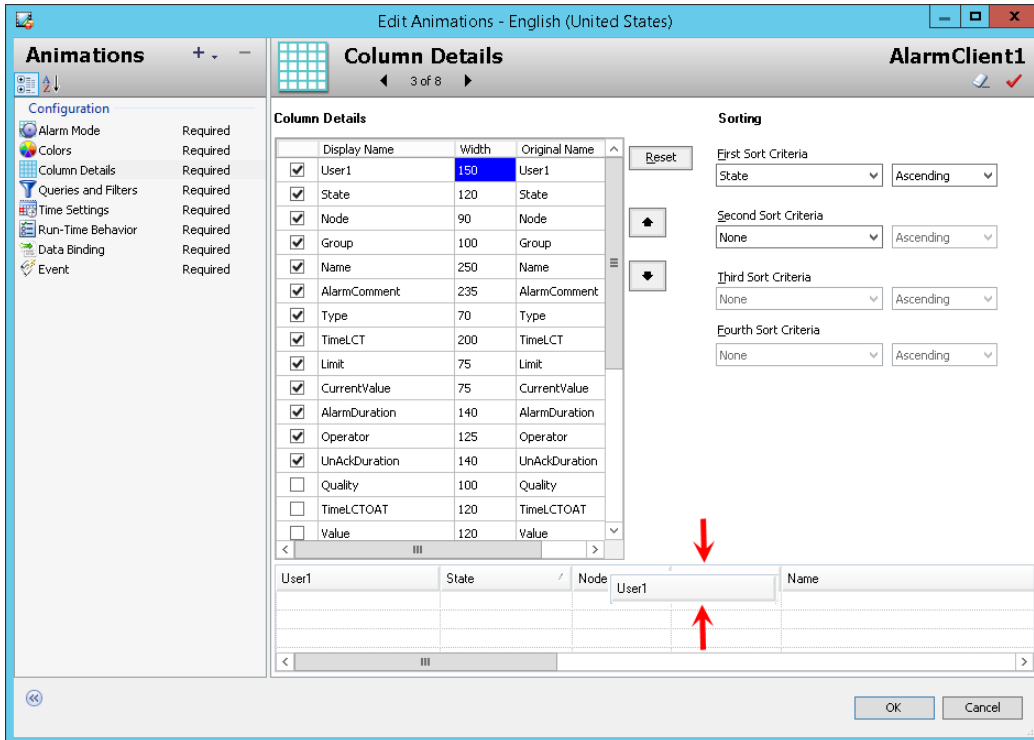 Edit Animations - English (United States)
Animations
Column Details
AlarmClient1
3 of 8
Configuration
Alarm Mode Required
Colors Required
Column Details Required
Queries and Filters Required
Time Settings Required
Run-Time Behavior Required
Data Binding Required
Event Required
Column Details
Display Name Width Original Name
User1 150 User1
State 120 State
Node 90 Node
Group 100 Group
Name 250 Name
AlarmComment 235 AlarmComment
Type 70 Type
TimeLCT 200 TimeLCT
Limit 75 Limit
CurrentValue 75 CurrentValue
AlarmDuration 140 AlarmDuration
Operator 125 Operator
UnAckDuration 140 UnAckDuration
Quality 100 Quality
TimeLCTOAT 120 TimeLCTOAT
Value 120 Value
Reset
Sorting
First Sort Criteria
State Ascending
Second Sort Criteria
None Ascending
Third Sort Criteria
None Ascending
Fourth Sort Criteria
None Ascending
User1 State Node Name
User1
OK Cancel